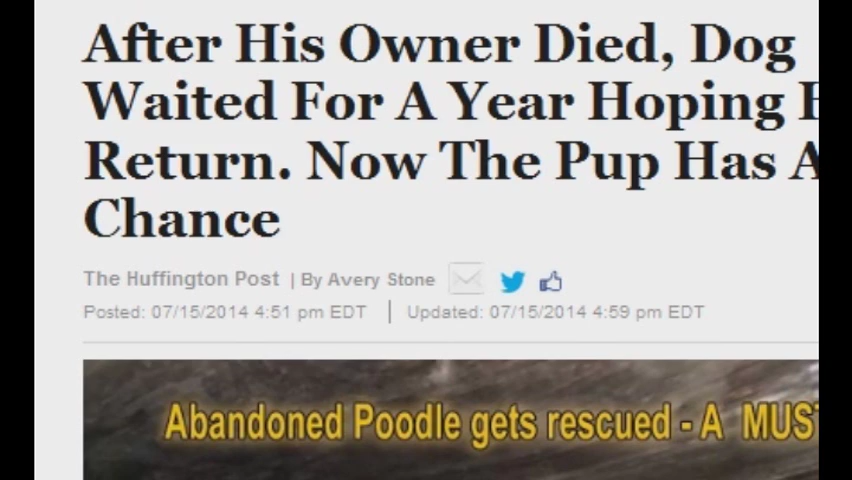 After His Owner Died, Dog
Waited For A Year Hoping
Return. Now The Pup Has
Chance
The Huffington Post | By Avery Stone
Posted: 07/15/2014 4:51 pm EDT | Updated: 07/15/2014 4:59 pm EDT
Abandoned Poodle gets rescued - A MUST